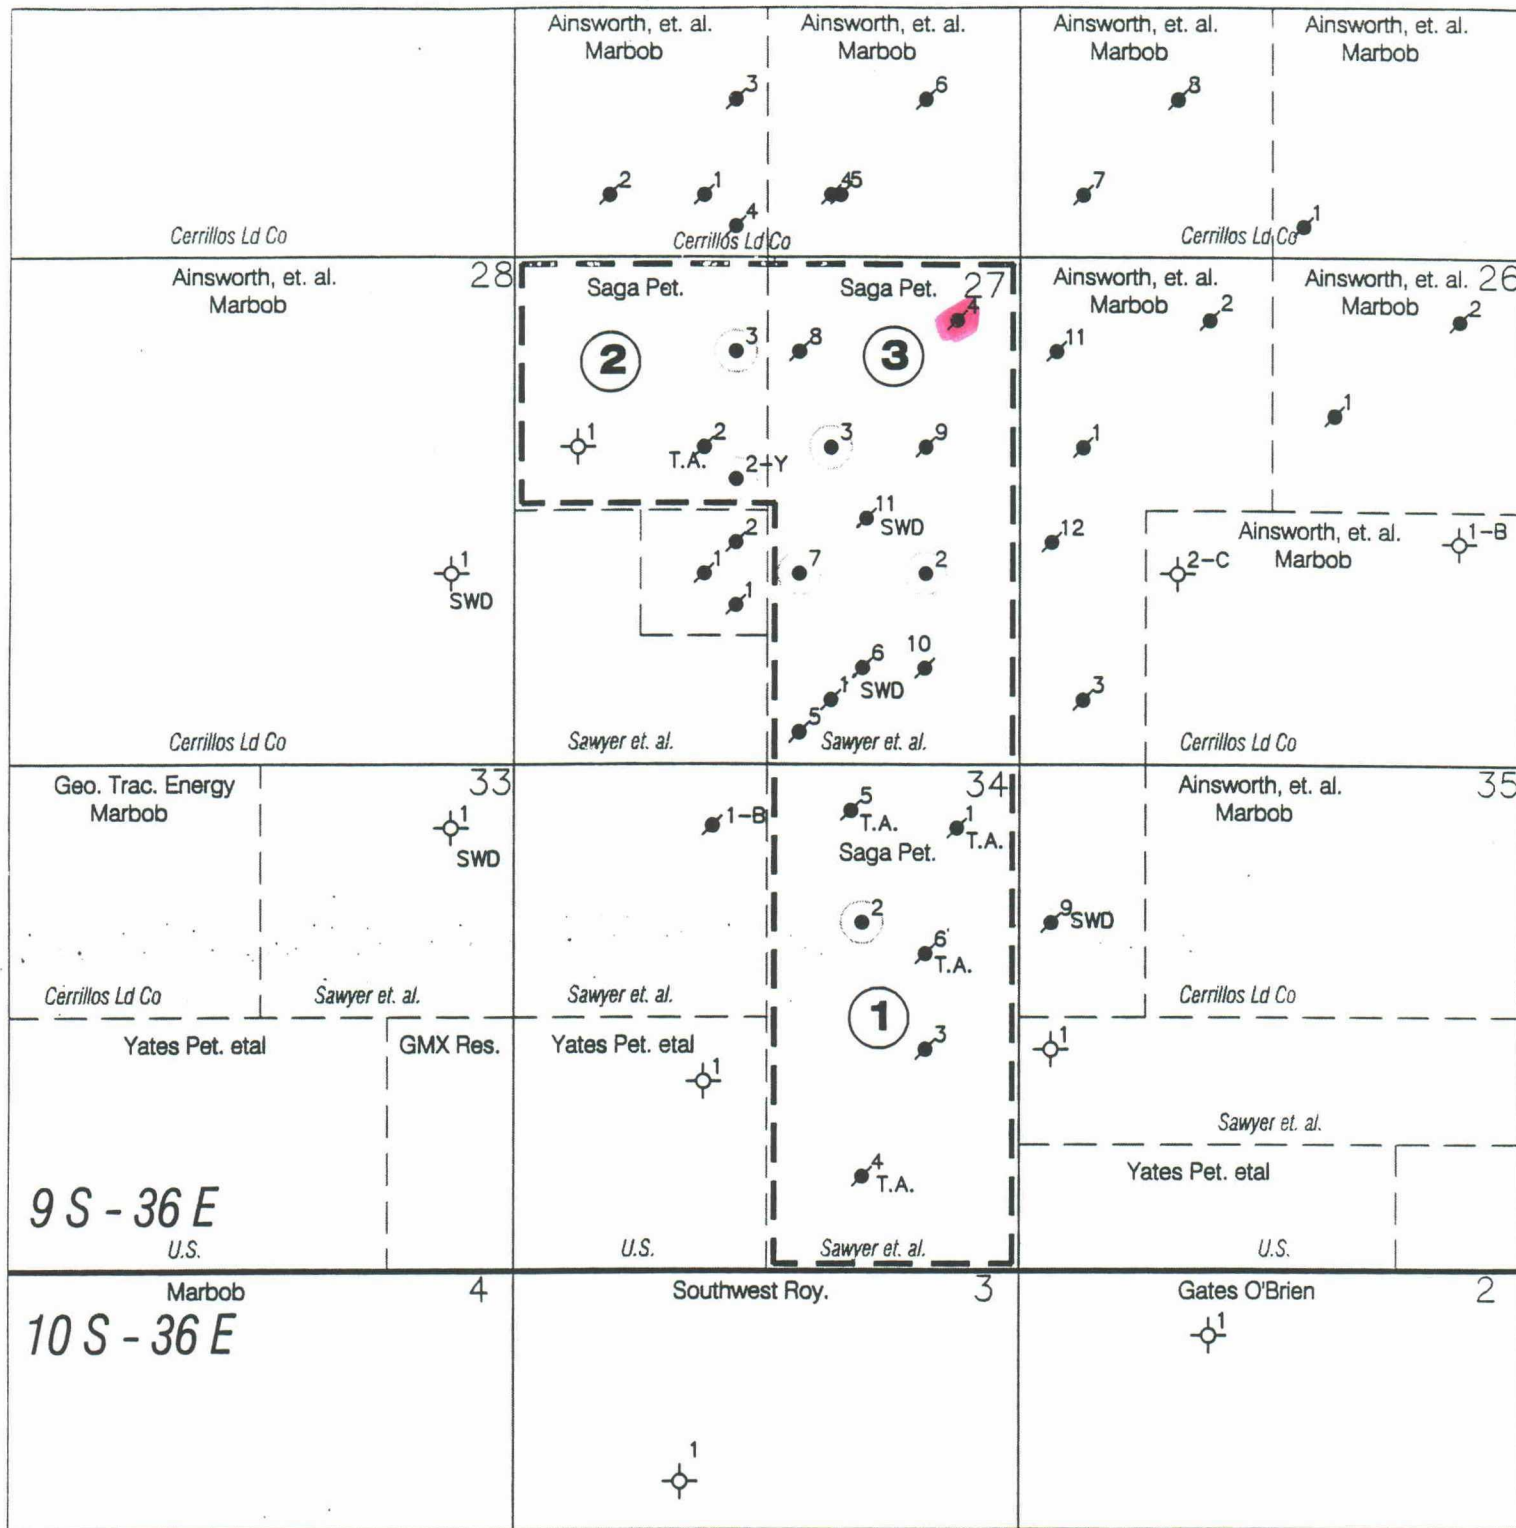 Ainsworth, et. al.
Marbob
Ainsworth, et. al.
Marbob
Ainsworth, et. al.
Marbob
Ainsworth, et. al.
Marbob
3
6
8
2
1
4
45
7
1
Cerrillos Ld Co
Cerrillos Ld Co
Cerrillos Ld Co
Ainsworth, et. al.
Marbob
28
Saga Pet.
Saga Pet.
27
Ainsworth, et. al.
Marbob
Ainsworth, et. al.
Marbob
26
2
3
3
8
4
11
2
2
1
2
T.A.
2-Y
3
9
1
1
11
SWD
1
SWD
2
1
1
7
2
12
Ainsworth, et. al.
Marbob
2-C
1-B
6
SWD
10
1
5
3
Cerrillos Ld Co
Sawyer et. al.
Sawyer et. al.
Cerrillos Ld Co
Geo. Trac. Energy
Marbob
33
1
SWD
1-B
34
5
T.A.
1
T.A.
Saga Pet.
Ainsworth, et. al.
Marbob
35
2
6
T.A.
9
SWD
Cerrillos Ld Co
Sawyer et. al.
Sawyer et. al.
1
Cerrillos Ld Co
Yates Pet. etal
GMX Res.
Yates Pet. etal
1
3
1
Sawyer et. al.
4
T.A.
Yates Pet. etal
9 S - 36 E
U.S.
U.S.
Sawyer et. al.
U.S.
Marbob
4
Southwest Roy.
3
Gates O'Brien
2
10 S - 36 E
1
1